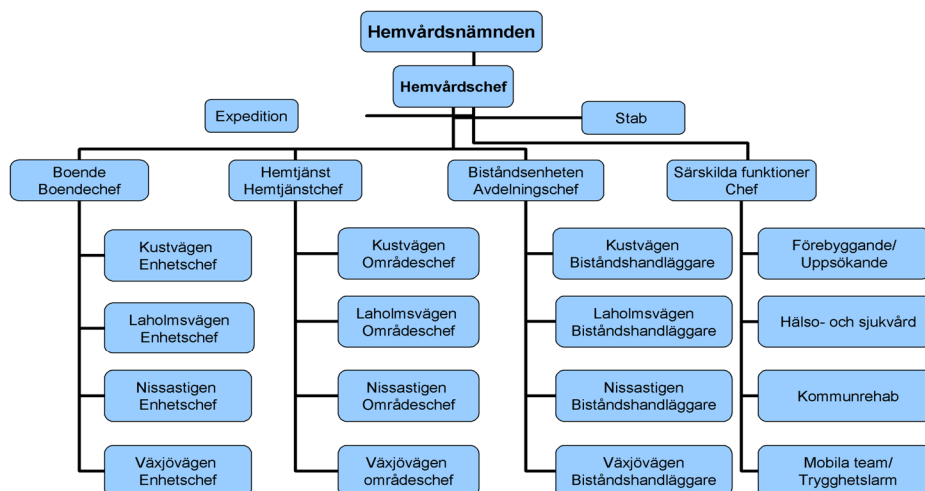 Hemvårdsnämnden
Hemvårdschef
Expedition
Stab
Boende
Boendechef
Hemtjänst
Hemtjänstchef
Biståndsenheten
Avdelningschef
Särskilda funktioner
Chef
Kustvägen
Enhetschef
Kustvägen
Områdeschef
Kustvägen
Biståndshandläggare
Förebyggande/
Uppsökande
Laholmsvägen
Enhetschef
Laholmsvägen
Områdeschef
Laholmsvägen
Biståndshandläggare
Hälso- och sjukvård
Nissastigen
Enhetschef
Nissastigen
Områdeschef
Nissastigen
Biståndshandläggare
Kommunrehab
Växjövägen
Enhetschef
Växjövägen
områdeschef
Växjövägen
Biståndshandläggare
Mobila team/
Trygghetslarm